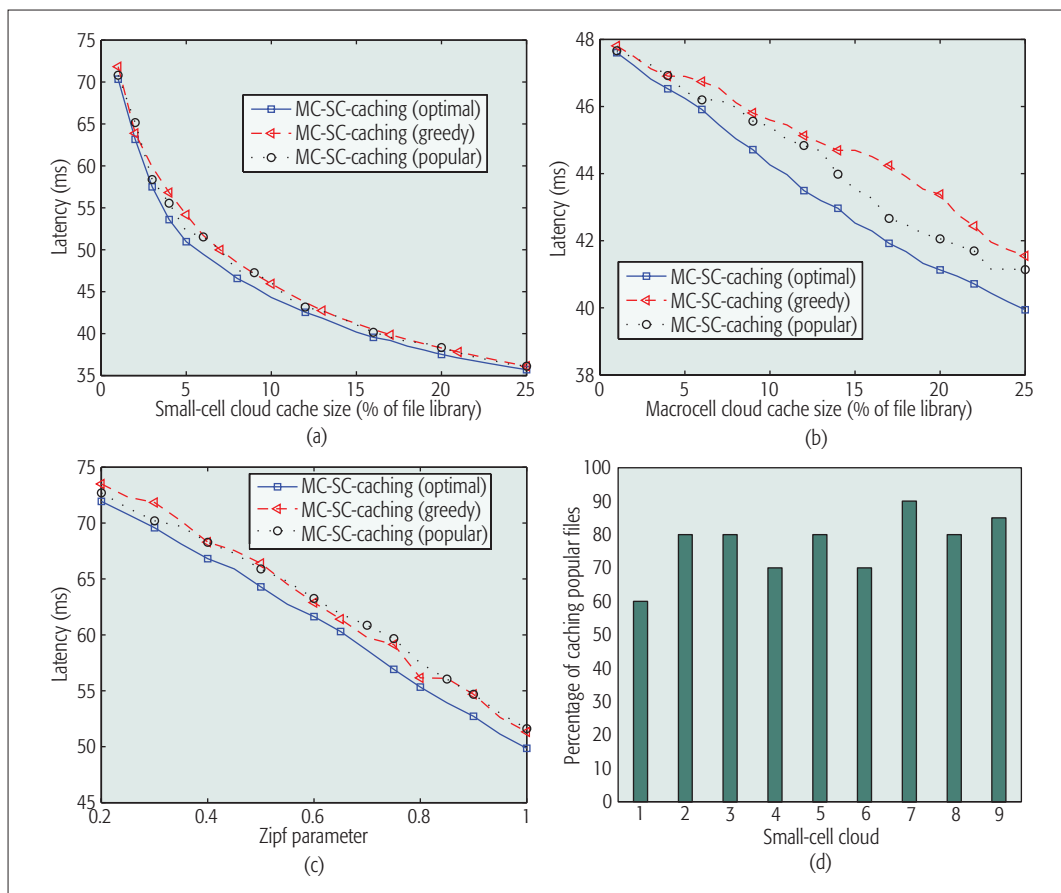 75
70
65
60
55
50
45
40
35
Latency (ms)
MC-SC-caching (optimal)
MC-SC-caching (greedy)
MC-SC-caching (popular)
0 5 10 15 20 25
Small-cell cloud cache size (% of file library)
(a)
48
46
44
42
40
38
Latency (ms)
MC-SC-caching (optimal)
MC-SC-caching (greedy)
MC-SC-caching (popular)
0 5 10 15 20 25
Macrocell cloud cache size (% of file library)
(b)
75
70
65
60
55
50
45
Latency (ms)
MC-SC-caching (optimal)
MC-SC-caching (greedy)
MC-SC-caching (popular)
0.2 0.4 0.6 0.8 1
Zipf parameter
(c)
100
90
80
70
60
50
40
30
20
10
0
Percentage of caching popular files
1 2 3 4 5 6 7 8 9
Small-cell cloud
(d)